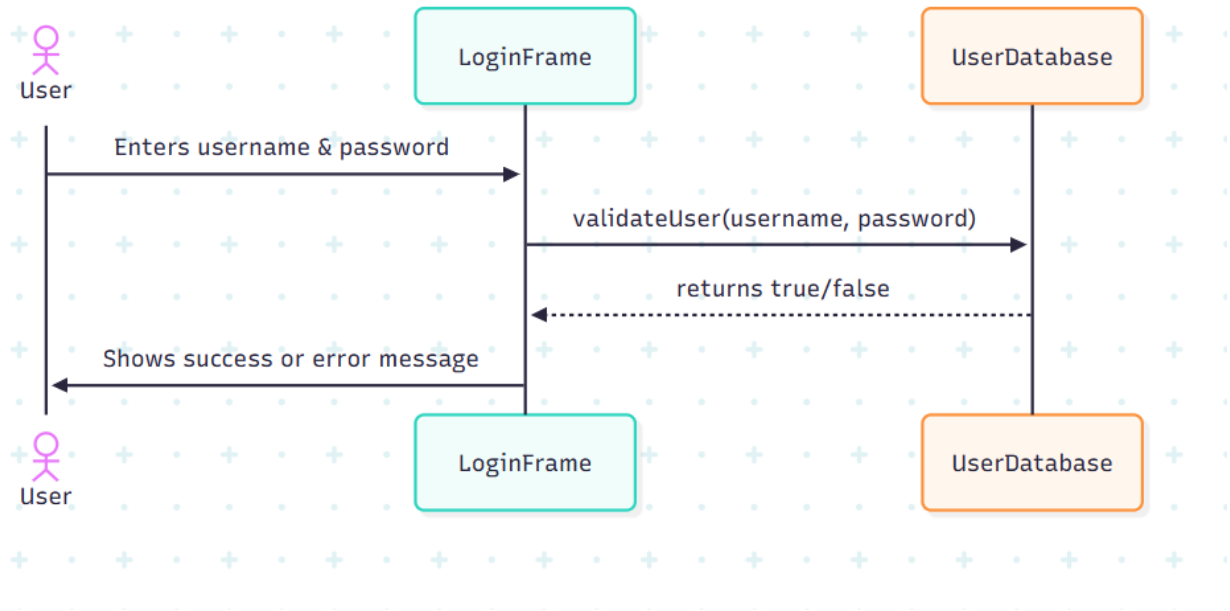 LoginFrame
UserDatabase
User
Enters username & password
validateUser(username, password)
returns true/false
Shows success or error message
LoginFrame
UserDatabase
User